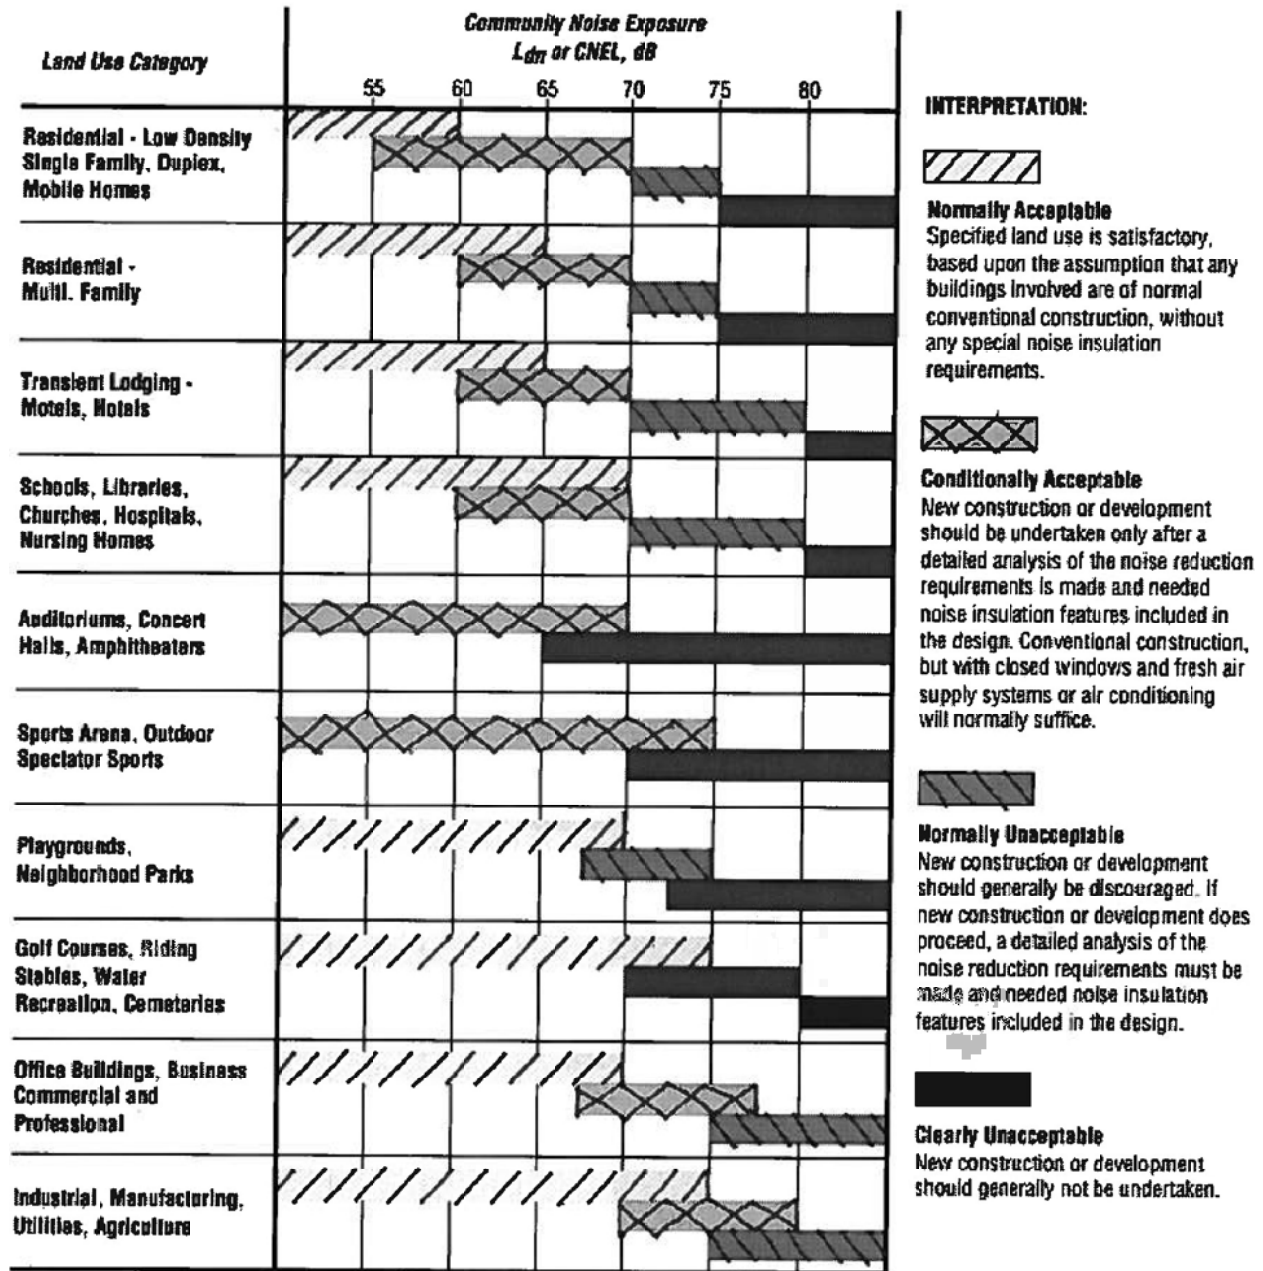 Community Noise Exposure
Ldn or CNEL, dB
Land Use Category
55 60 65 70 75 80
Residential - Low Density
Single Family, Duplex,
Mobile Homes
Residential -
Multi. Family
Transient Lodging -
Motels, Hotels
Schools, Libraries,
Churches, Hospitals,
Nursing Homes
Auditoriums, Concert
Halls, Amphitheaters
Sports Arena, Outdoor
Spectator Sports
Playgrounds,
Neighborhood Parks
Golf Courses, Riding
Stables, Water
Recreation, Cemeteries
Office Buildings, Business
Commercial and
Professional
Industrial, Manufacturing,
Utilities, Agriculture
INTERPRETATION:
Normally Acceptable
Specified land use is satisfactory,
based upon the assumption that any
buildings involved are of normal
conventional construction, without
any special noise insulation
requirements.
Conditionally Acceptable
New construction or development
should be undertaken only after a
detailed analysis of the noise reduction
requirements is made and needed
noise insulation features included in
the design. Conventional construction,
but with closed windows and fresh air
supply systems or air conditioning
will normally suffice.
Normally Unacceptable
New construction or development
should generally be discouraged. If
new construction or development does
proceed, a detailed analysis of the
noise reduction requirements must be
made and needed noise insulation
features included in the design.
Clearly Unacceptable
New construction or development
should generally not be undertaken.